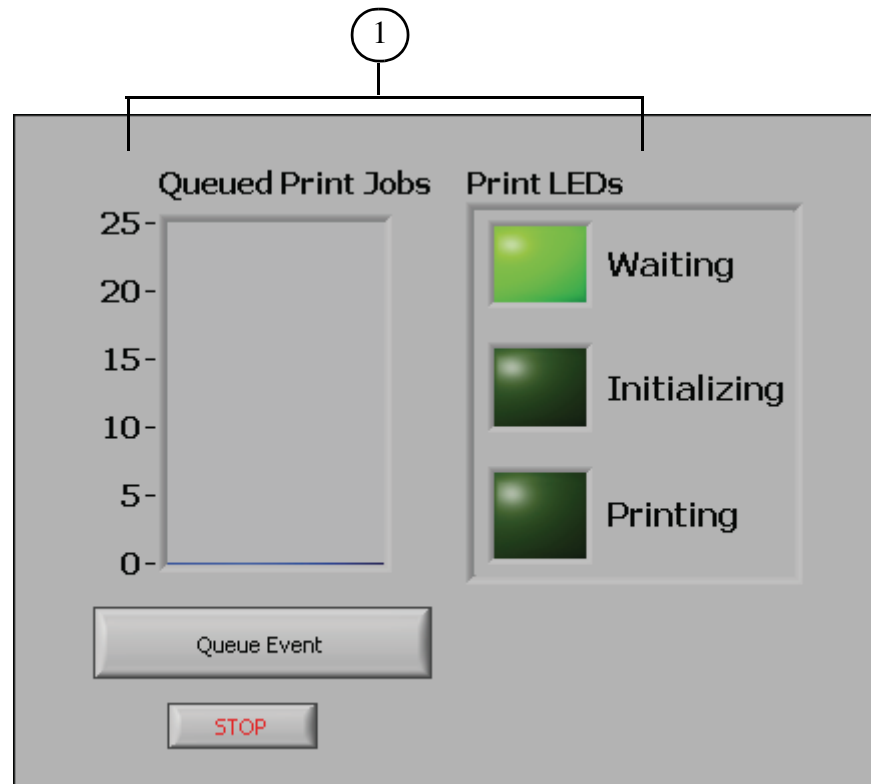 1
Queued Print Jobs
Print LEDs
25
20
15
10
5
0
Waiting
Initializing
Printing
Queue Event
STOP